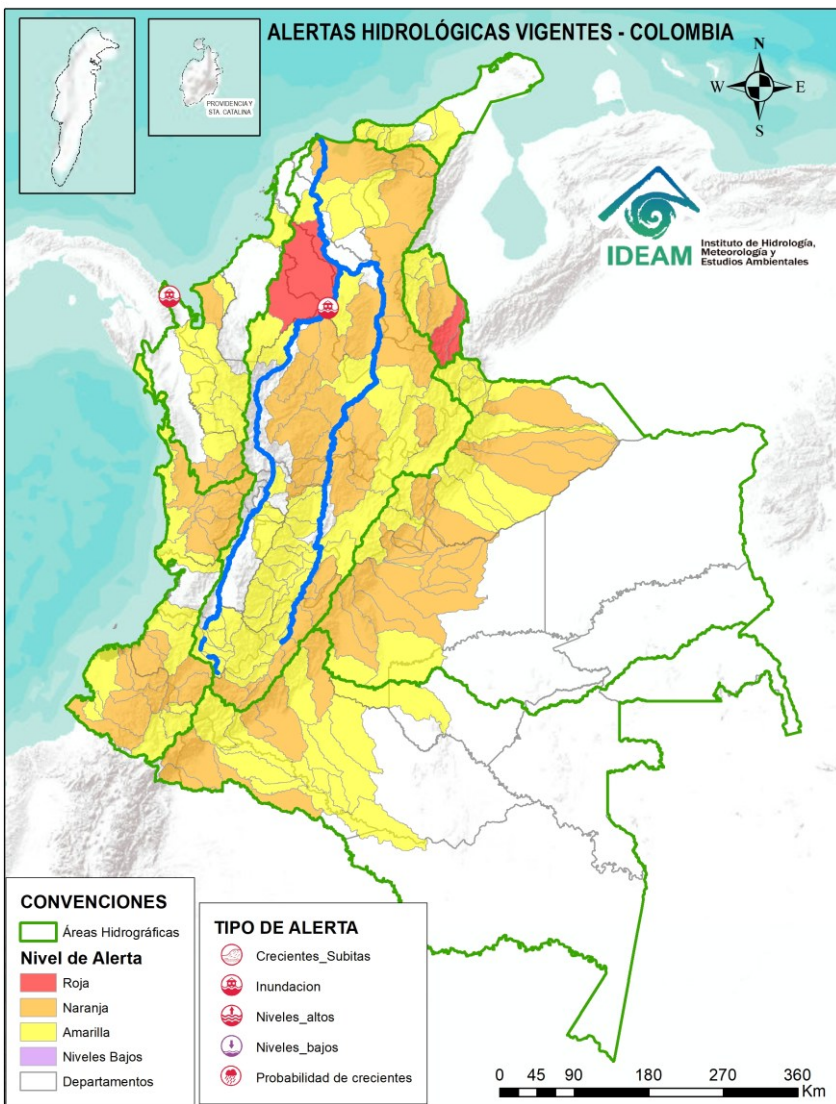 ALERTAS HIDROLÓGICAS VIGENTES - COLOMBIA
PROVIDENCIA Y
STA. CATALINA
N
W
E
S
IDEAM
Instituto de Hidrología,
Meteorología y
Estudios Ambientales
CONVENCIONES
Áreas Hidrográficas
Nivel de Alerta
Roja
Naranja
Amarilla
Niveles Bajos
Departamentos
TIPO DE ALERTA
Crecientes_Subitas
Inundacion
Niveles_altos
Niveles_bajos
Probabilidad de crecientes
0 45 90 180 270 360
Km